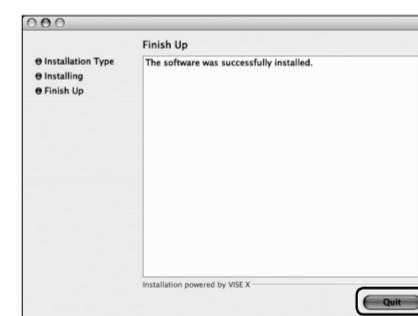 Finish Up
Installation Type
Installing
Finish Up
The software was successfully installed.
Installation powered by VISE X
Quit